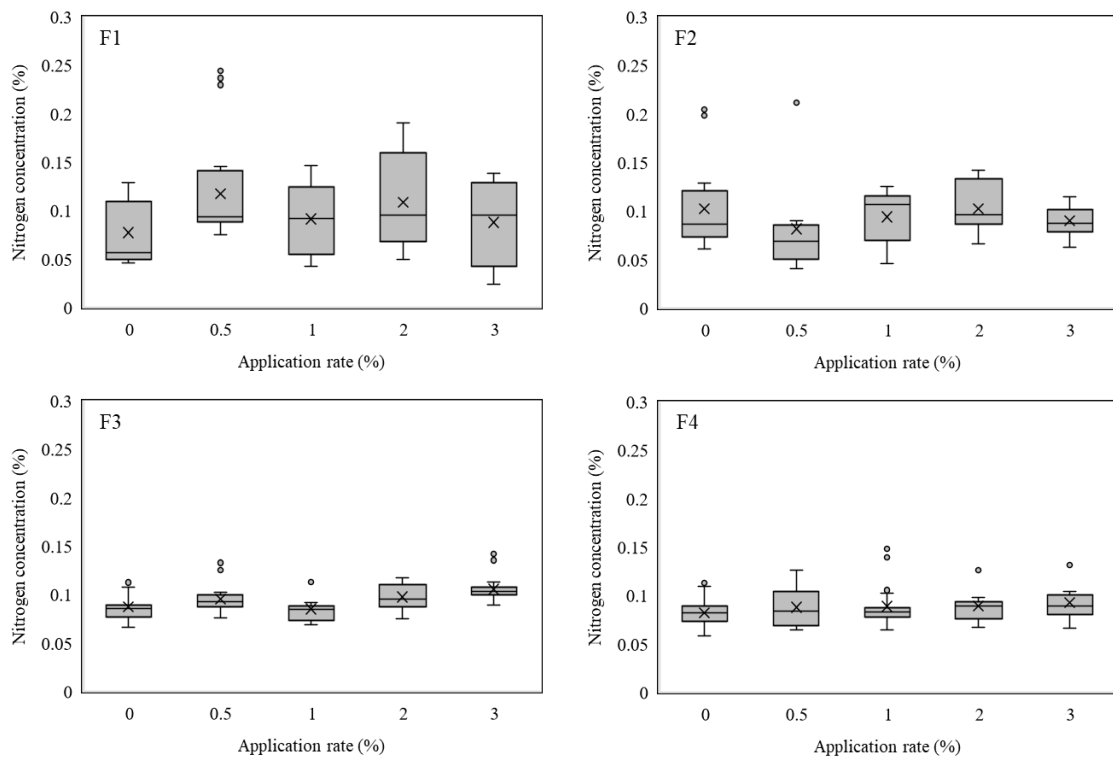 F1
Nitrogen concentration (%)
0.3
0.25
0.2
0.15
0.1
0.05
0
0 0.5 1 2 3
Application rate (%)
F2
Nitrogen concentration (%)
0.3
0.25
0.2
0.15
0.1
0.05
0
0 0.5 1 2 3
Application rate (%)
F3
Nitrogen concentration (%)
0.3
0.25
0.2
0.15
0.1
0.05
0
0 0.5 1 2 3
Application rate (%)
F4
Nitrogen concentration (%)
0.3
0.25
0.2
0.15
0.1
0.05
0
0 0.5 1 2 3
Application rate (%)